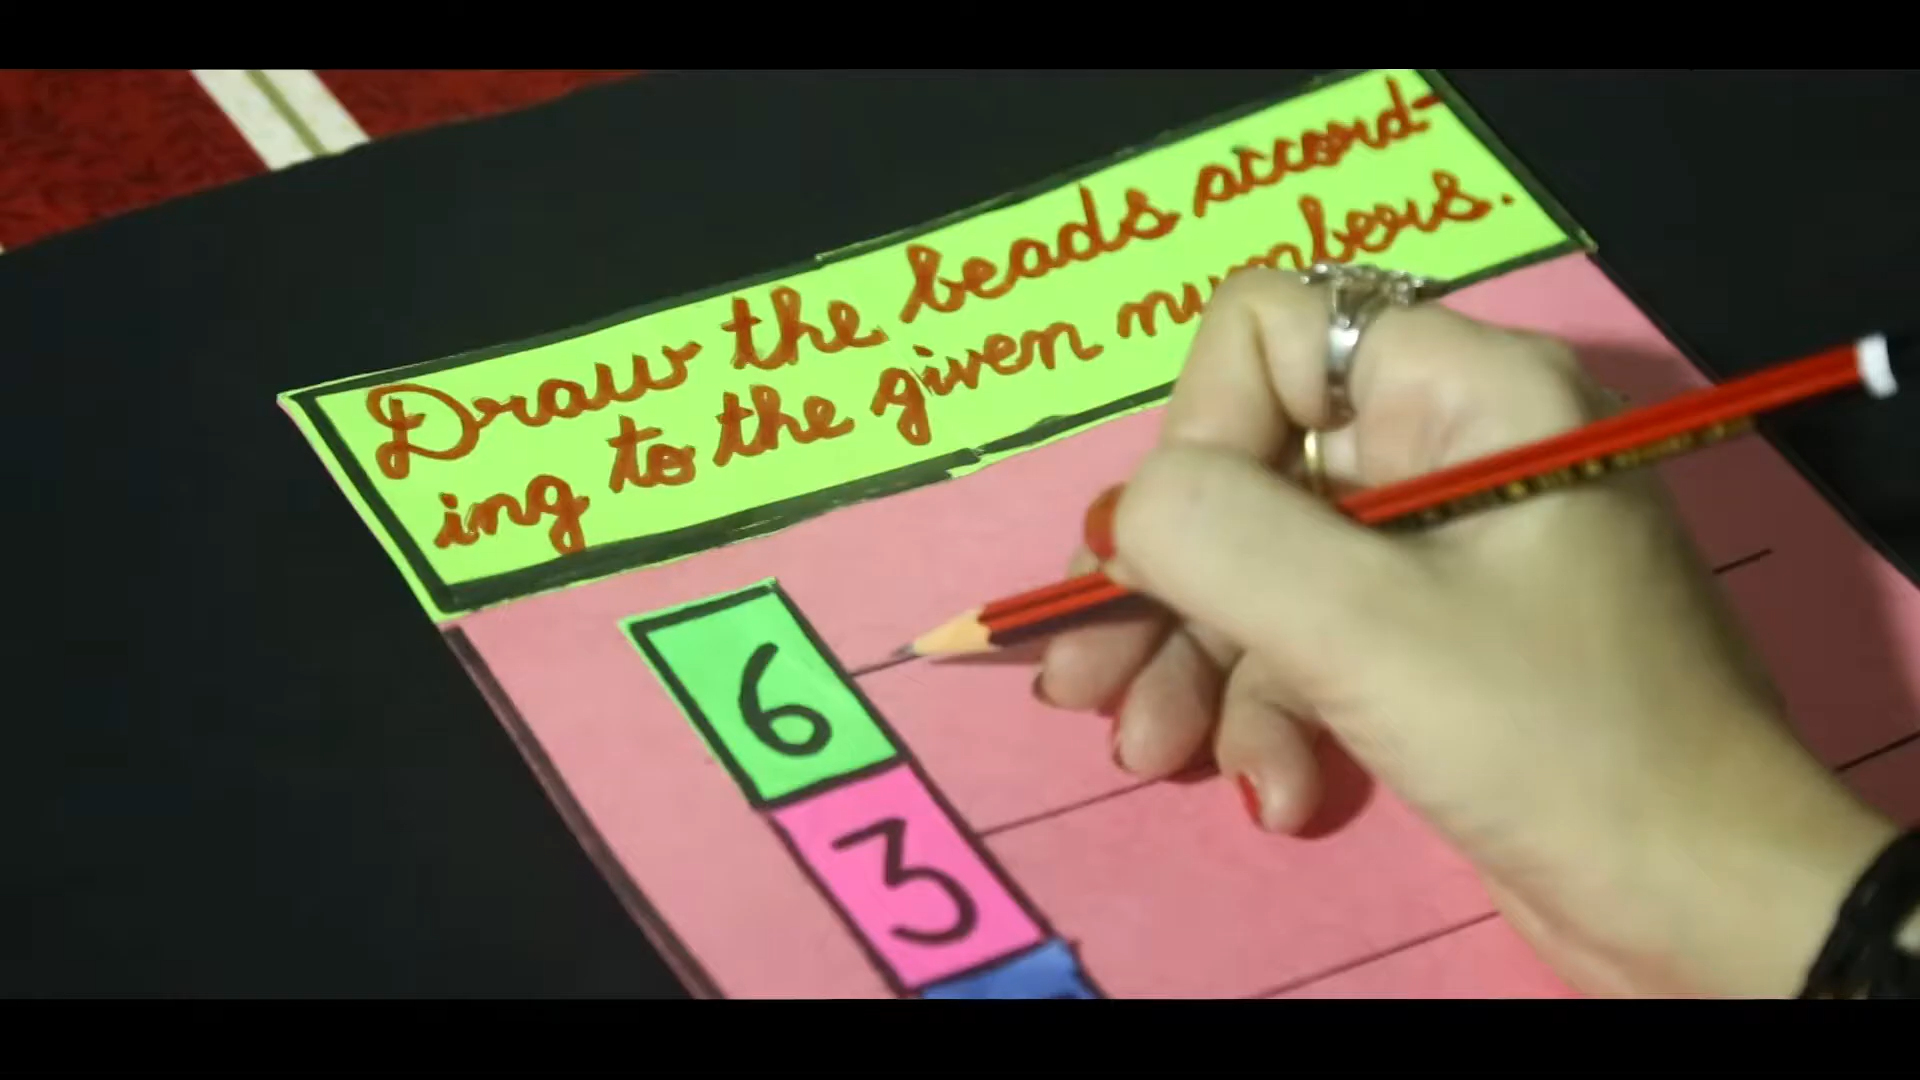 Draw the beads accord-
ing to the given numbers.
6
3